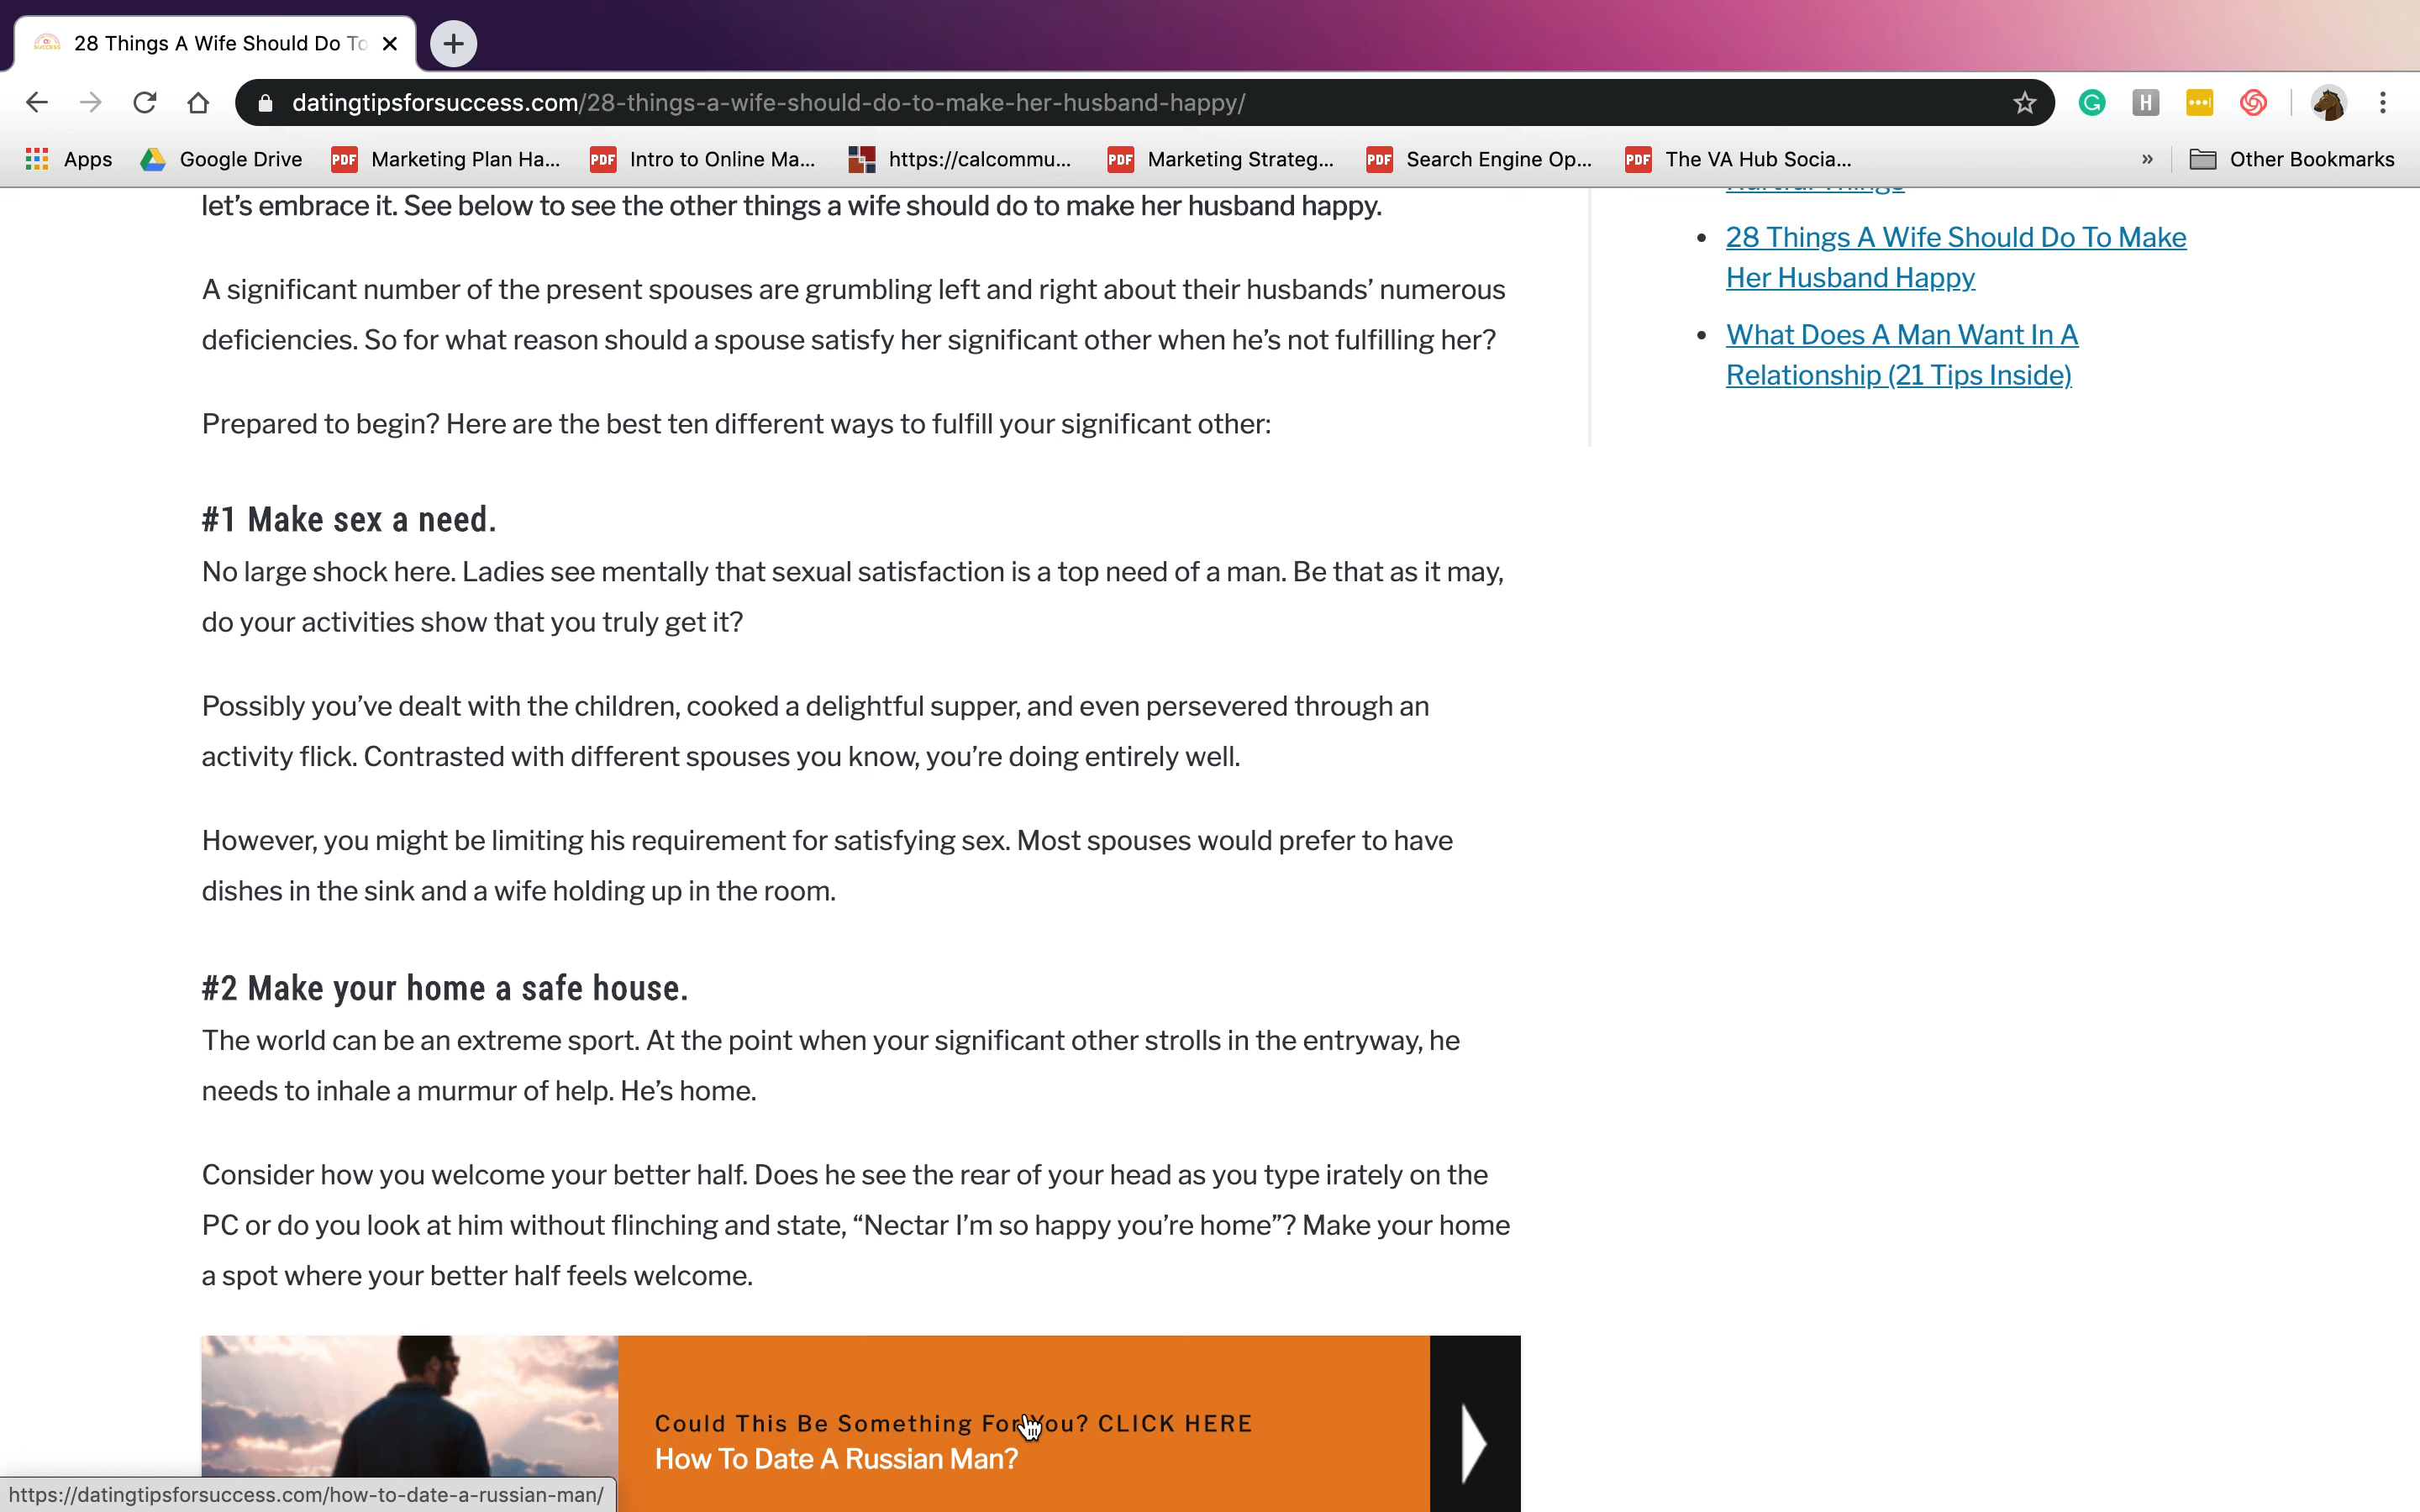 28 Things A Wife Should Do To
datingtipsforsuccess.com/28-things-a-wife-should-do-to-make-her-husband-happy/
Apps Google Drive PDF Marketing Plan Ha... PDF Intro to Online Ma... https://calcommu... PDF Marketing Strateg... PDF Search Engine Op... PDF The VA Hub Socia... » Other Bookmarks
let's embrace it. See below to see the other things a wife should do to make her husband happy.
A significant number of the present spouses are grumbling left and right about their husbands' numerous
deficiencies. So for what reason should a spouse satisfy her significant other when he's not fulfilling her?
Prepared to begin? Here are the best ten different ways to fulfill your significant other:
#1 Make sex a need.
No large shock here. Ladies see mentally that sexual satisfaction is a top need of a man. Be that as it may,
do your activities show that you truly get it?
Possibly you've dealt with the children, cooked a delightful supper, and even persevered through an
activity flick. Contrasted with different spouses you know, you're doing entirely well.
However, you might be limiting his requirement for satisfying sex. Most spouses would prefer to have
dishes in the sink and a wife holding up in the room.
#2 Make your home a safe house.
The world can be an extreme sport. At the point when your significant other strolls in the entryway, he
needs to inhale a murmur of help. He's home.
Consider how you welcome your better half. Does he see the rear of your head as you type irately on the
PC or do you look at him without flinching and state, “Nectar I'm so happy you're home”? Make your home
a spot where your better half feels welcome.
Could This Be Something For You? CLICK HERE
How To Date A Russian Man?
28 Things A Wife Should Do To Make
Her Husband Happy
What Does A Man Want In A
Relationship (21 Tips Inside)
https://datingtipsforsuccess.com/how-to-date-a-russian-man/